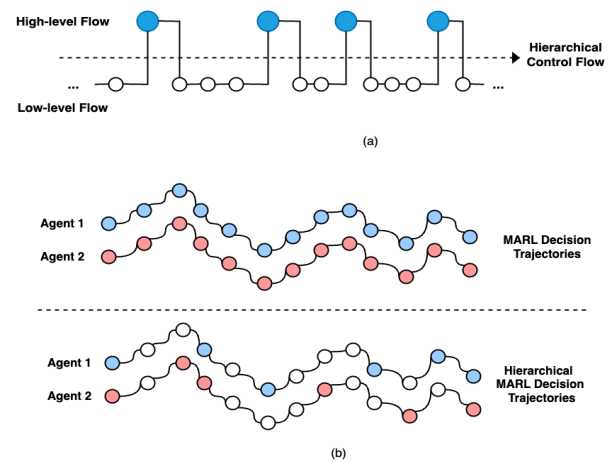 High-level Flow
Hierarchical
Control Flow
...
...
Low-level Flow
(a)
Agent 1
Agent 2
MARL Decision
Trajectories
Agent 1
Agent 2
Hierarchical
MARL Decision
Trajectories
(b)